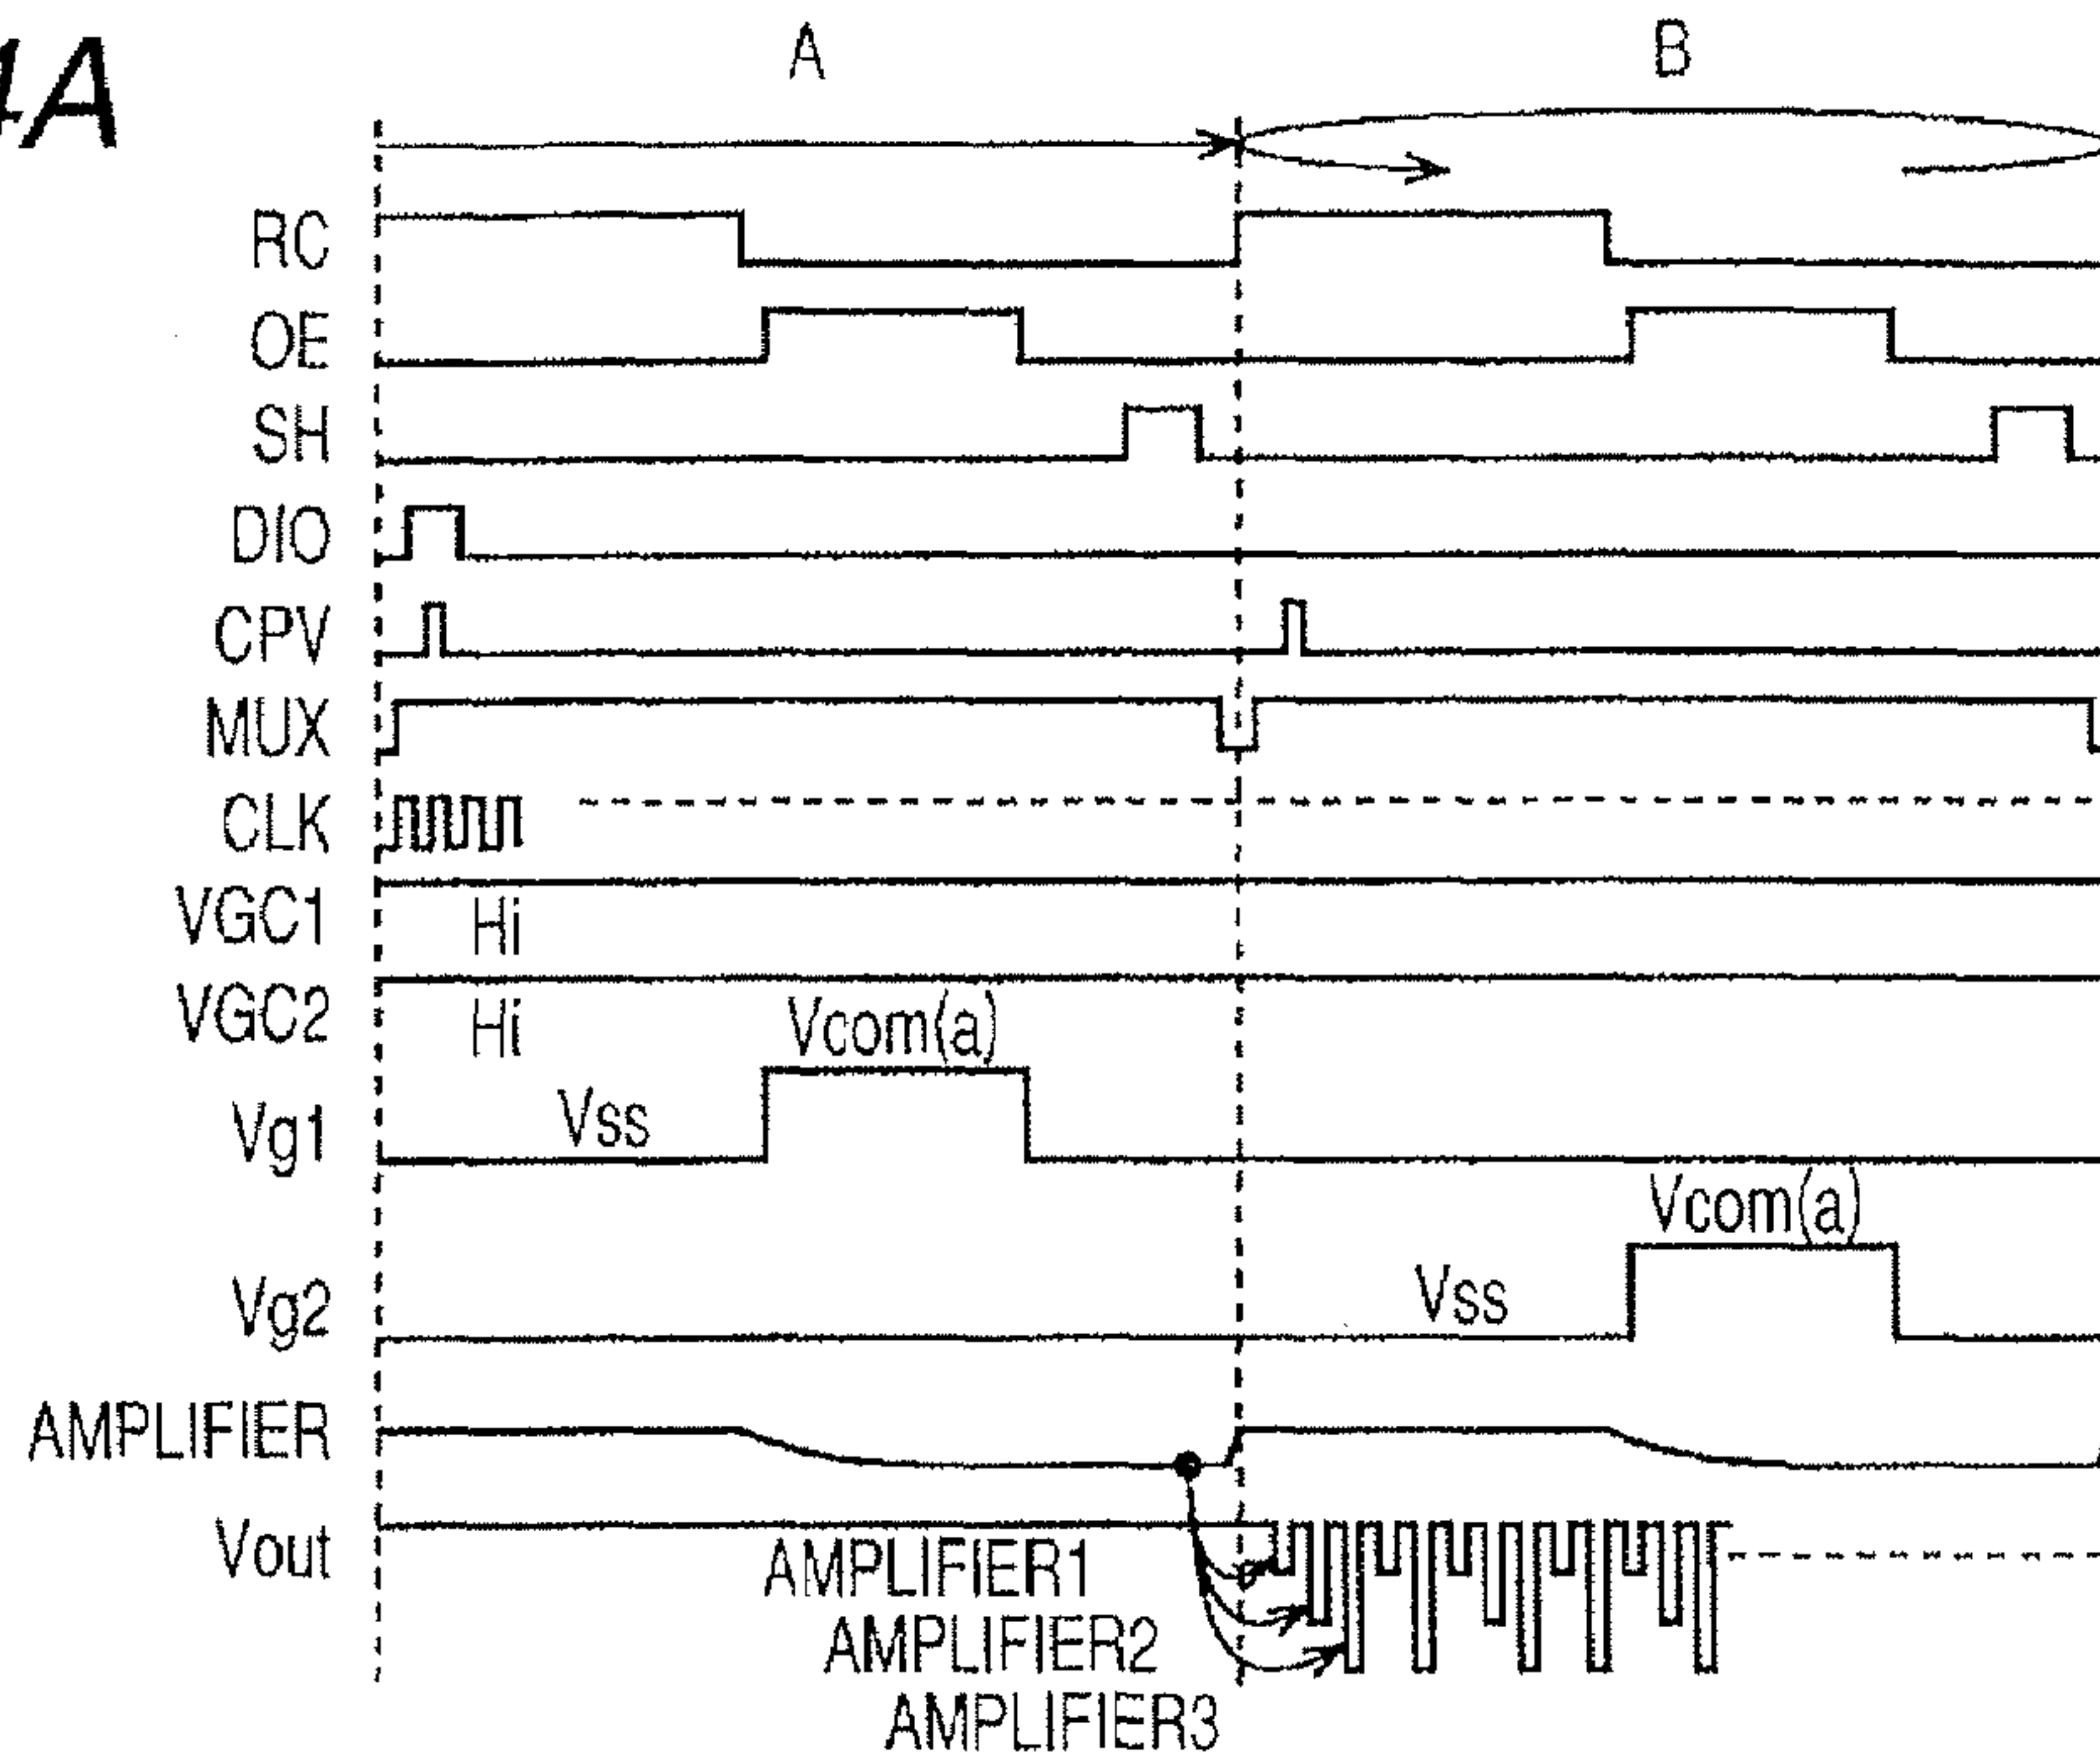 4A
A
B
RC
OE
SH
DIO
CPV
MUX
CLK
VGC1
Hi
VGC2
Hi
Vcom(a)
Vg1
Vss
Vcom(a)
Vg2
Vss
AMPLIFIER
Vout
AMPLIFIER1
AMPLIFIER2
AMPLIFIER3